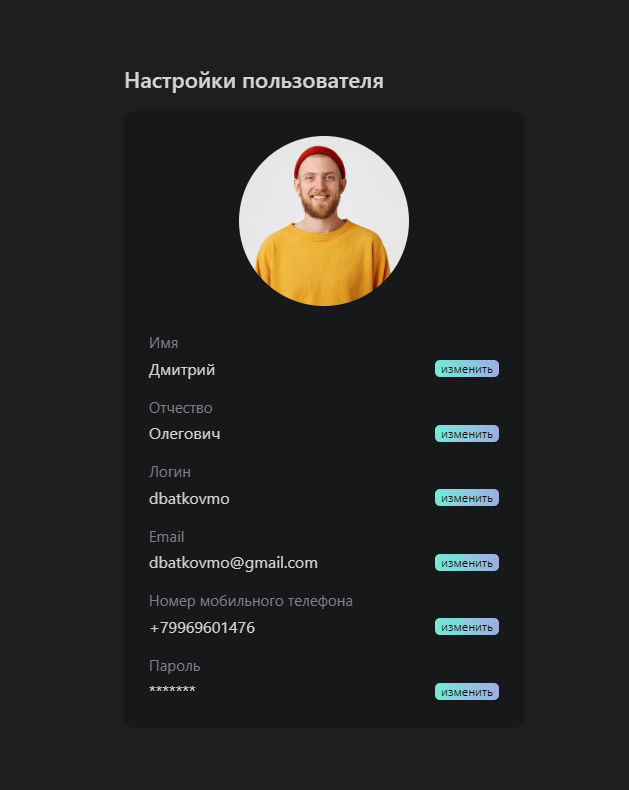 Настройки пользователя
Имя
Дмитрий
изменить
Отчество
Олегович
изменить
Логин
dbatkovmo
изменить
Email
dbatkovmo@gmail.com
изменить
Номер мобильного телефона
+79969601476
изменить
Пароль
*******
изменить